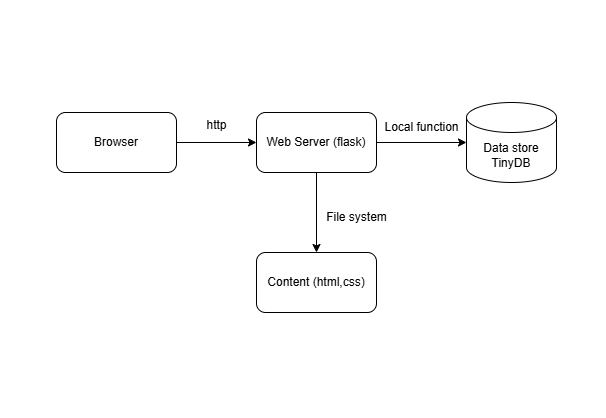 http
Browser
Web Server (flask)
Local function
Data store
TinyDB
File system
Content (html,css)